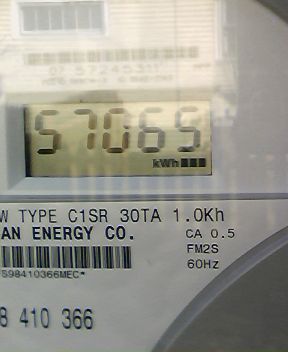 57065
kWh
W TYPE C1SR 30TA 1.0Kh
AN ENERGY CO.
CA 0.5
FM2S
60Hz
S98410366MEC*
8 410 366